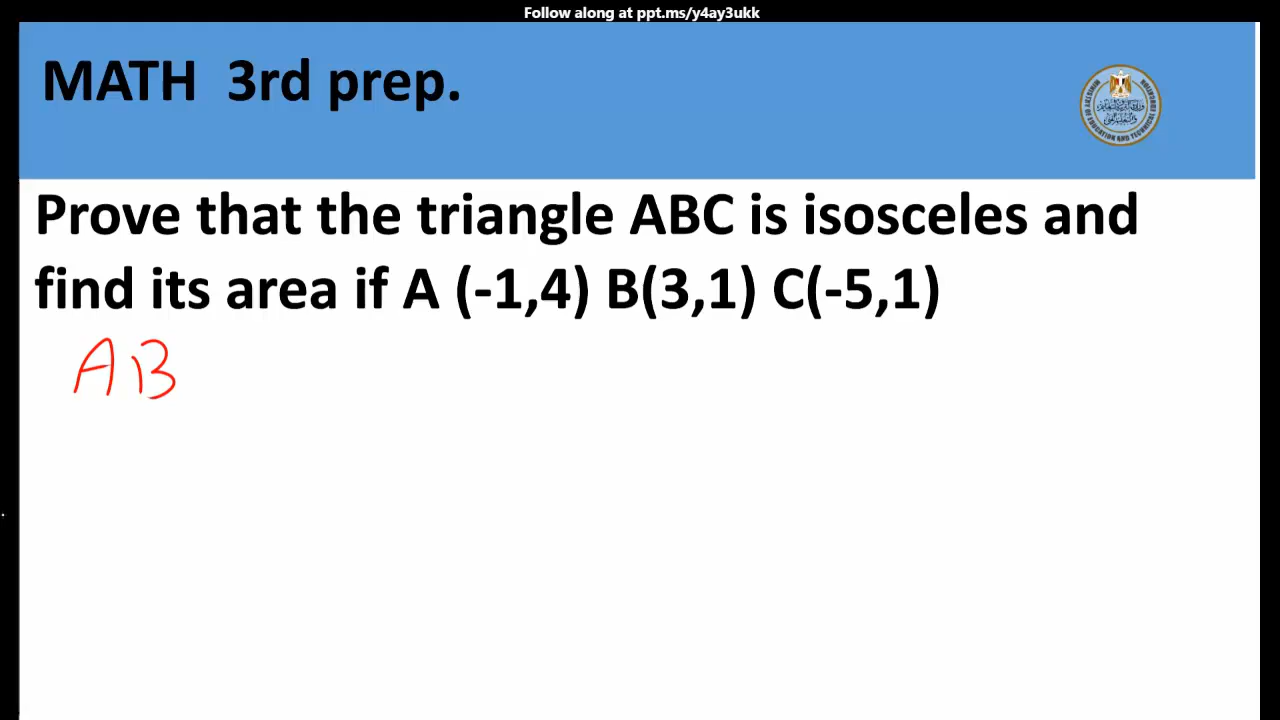 Follow along at ppt.ms/y4ay3ukk
MATH 3rd prep.
Prove that the triangle ABC is isosceles and
find its area if A (-1,4) B(3,1) C(-5,1)
AB